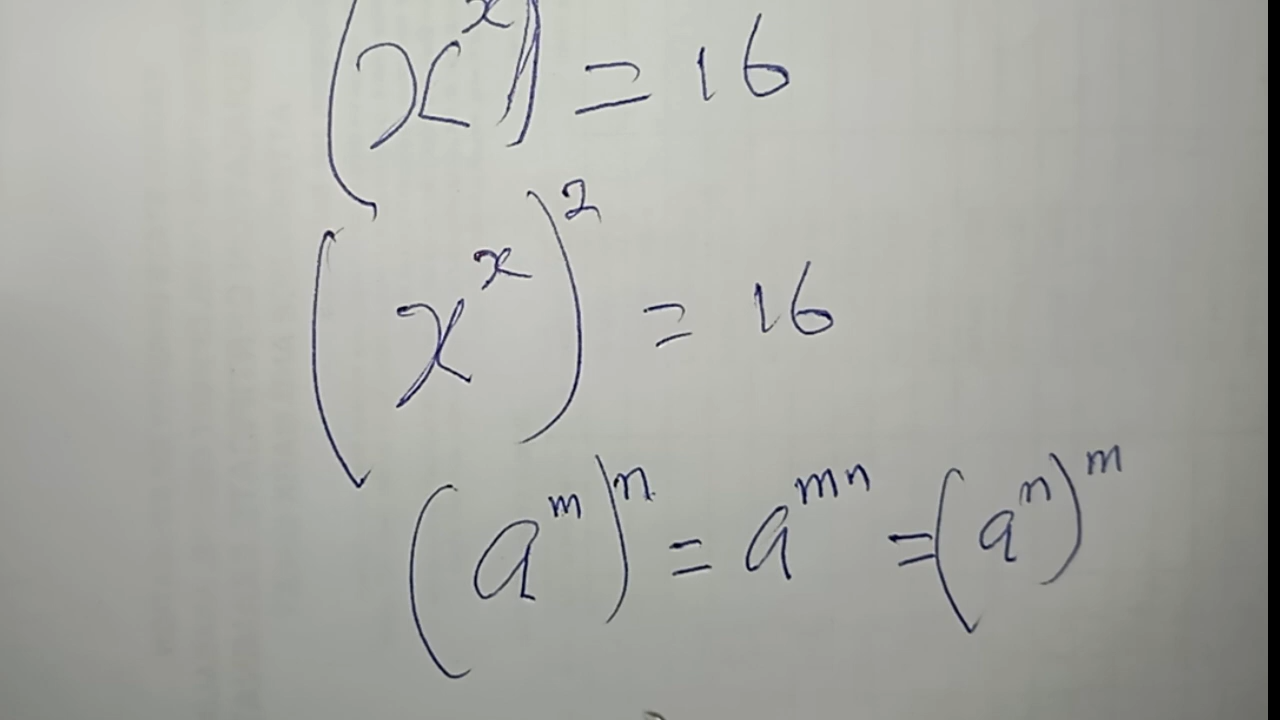 (x^x) = 16
(x^x)^2 = 16
(a^m)^n = a^{mn} = (a^n)^m